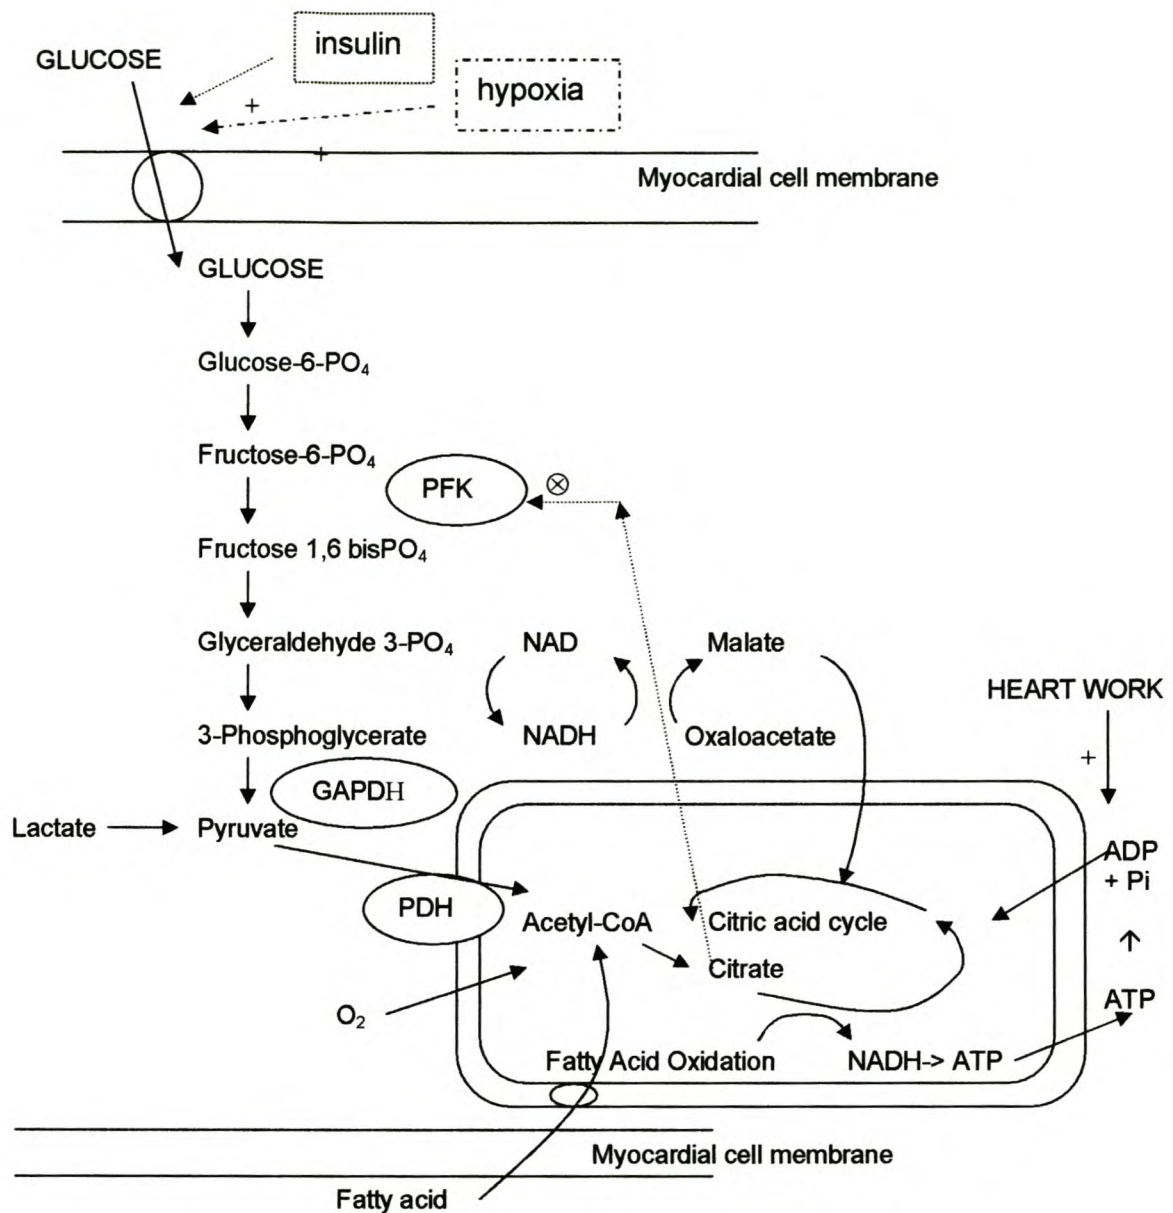 insulin
GLUCOSE
hypoxia
+
+
Myocardial cell membrane
GLUCOSE
Glucose-6-PO₄
Fructose-6-PO₄
PFK
⊗
Fructose 1,6 bisPO₄
Glyceraldehyde 3-PO₄
NAD
Malate
HEART WORK
3-Phosphoglycerate
NADH
Oxaloacetate
+
GAPDH
Lactate
Pyruvate
ADP
+ Pi
PDH
Acetyl-CoA
Citric acid cycle
Citrate
O₂
ATP
Fatty Acid Oxidation
NADH-> ATP
Myocardial cell membrane
Fatty acid